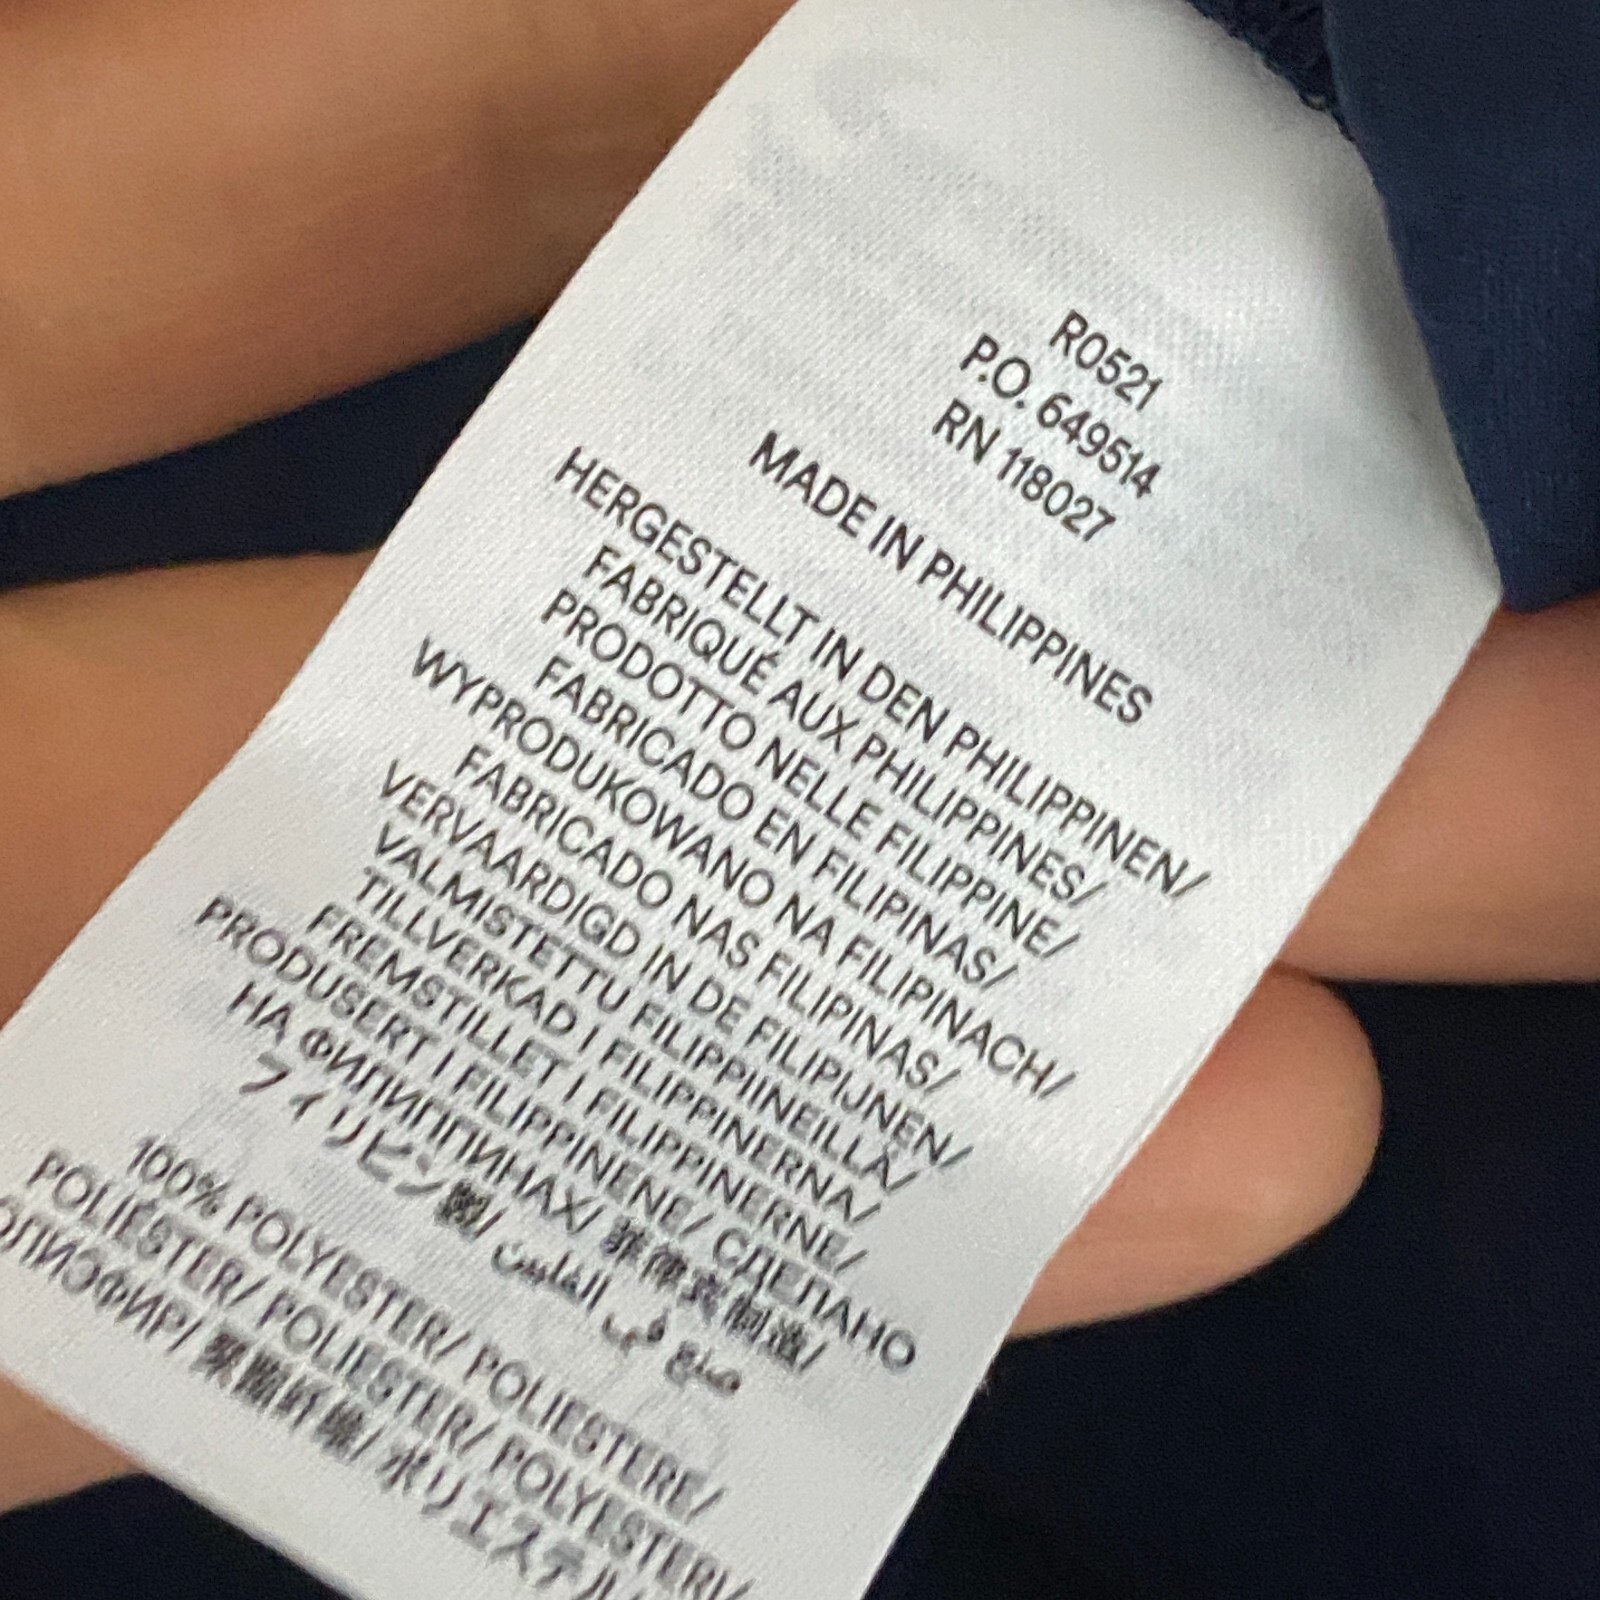 R0521
P.O. 649514
RN 118027
MADE IN PHILIPPINES
HERGESTELLT IN DEN PHILIPPINEN/
FABRIQUÉ AUX PHILIPPINES/
PRODOTTO NELLE FILIPPINE/
FABRICADO EN FILIPINAS/
WYPRODUKOWANO NA FILIPINACH/
FABRICADO NAS FILIPINAS/
VERVAARDIGD IN DE FILIPIJNEN/
VALMISTETTU FILIPPIINEILLA/
TILLVERKAD I FILIPPINERNA/
FREMSTILLET I FILIPPINERNE/
PRODUSERT I FILIPPINENE/ СДЕЛАНО
НА ФИЛИППИНАХ/ 菲律賓制造/
フィリピン製/ صنع في الفلبين
100% POLYESTER/ POLIESTERE/
POLIÉSTER/ POLIESTER/ POLYESTERI/
ПОЛИЭФИР/ 聚酯纤维/ ポリエステル/